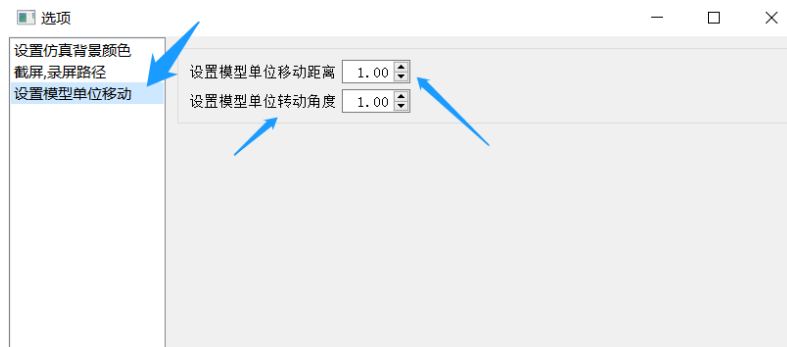 选项
设置仿真背景颜色
截屏,录屏路径
设置模型单位移动
设置模型单位移动距离 1.00
设置模型单位转动角度 1.00